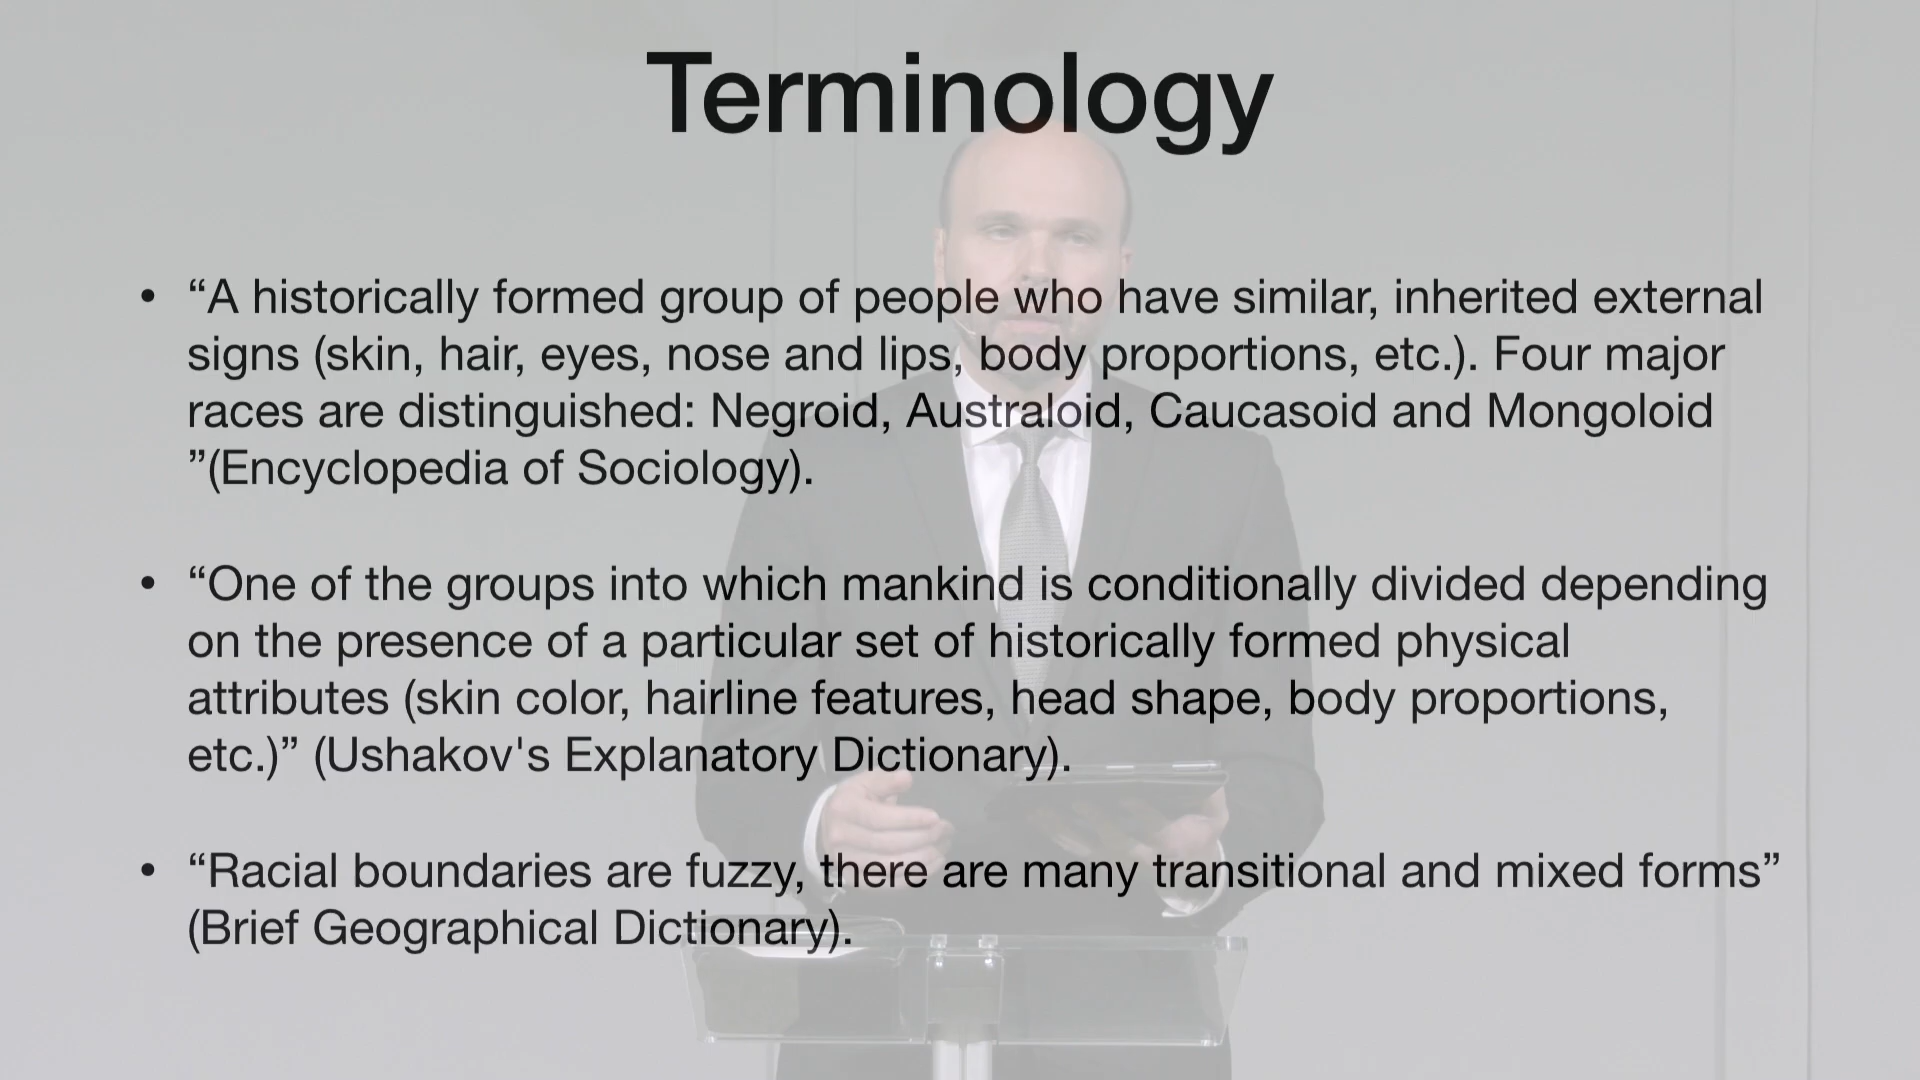 Terminology
• “A historically formed group of people who have similar, inherited external
signs (skin, hair, eyes, nose and lips, body proportions, etc.). Four major
races are distinguished: Negroid, Australoid, Caucasoid and Mongoloid
”(Encyclopedia of Sociology).
• “One of the groups into which mankind is conditionally divided depending
on the presence of a particular set of historically formed physical
attributes (skin color, hairline features, head shape, body proportions,
etc.)” (Ushakov's Explanatory Dictionary).
• “Racial boundaries are fuzzy, there are many transitional and mixed forms”
(Brief Geographical Dictionary).